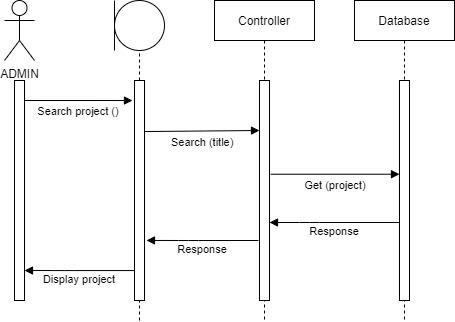 Controller
Database
ADMIN
Search project ()
Search (title)
Get (project)
Response
Response
Display project